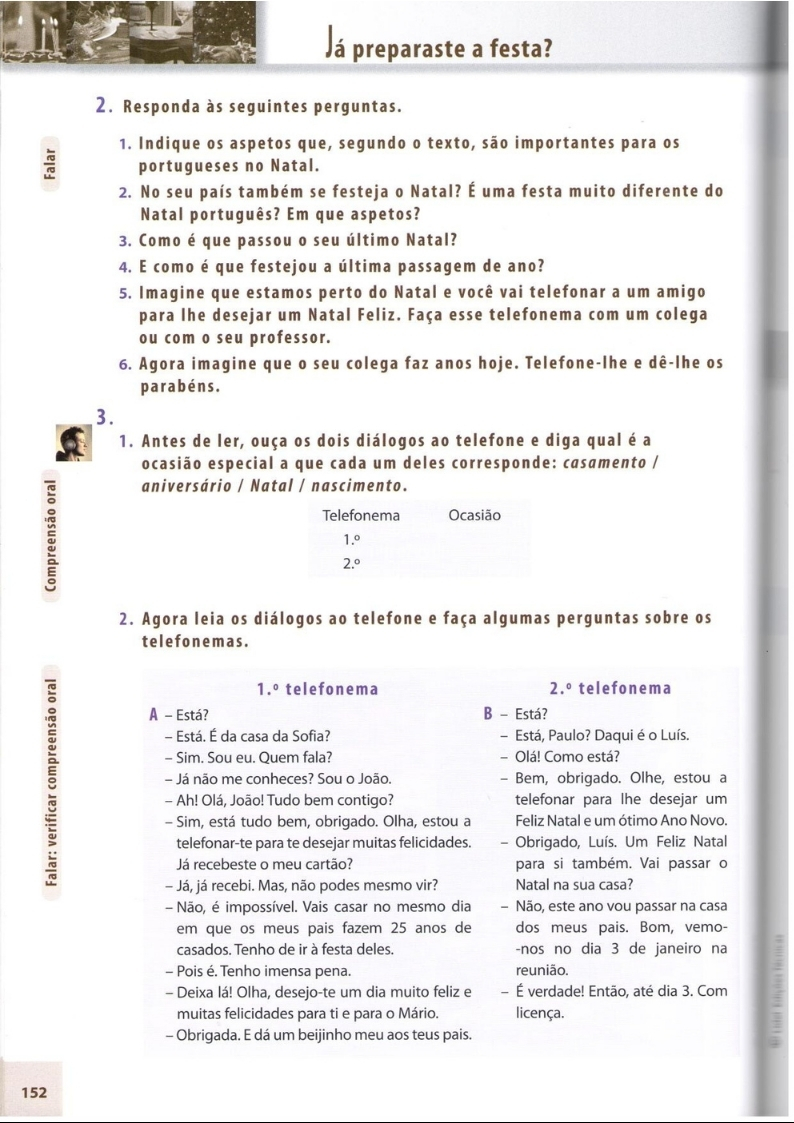 Já preparaste a festa?
2. Responda às seguintes perguntas.
Falar
1. Indique os aspetos que, segundo o texto, são importantes para os
portugueses no Natal.
2. No seu país também se festeja o Natal? É uma festa muito diferente do
Natal português? Em que aspetos?
3. Como é que passou o seu último Natal?
4. E como é que festejou a última passagem de ano?
5. Imagine que estamos perto do Natal e você vai telefonar a um amigo
para lhe desejar um Natal Feliz. Faça esse telefonema com um colega
ou com o seu professor.
6. Agora imagine que o seu colega faz anos hoje. Telefone-lhe e dê-lhe os
parabéns.
3.
Compreensão oral
1. Antes de ler, ouça os dois diálogos ao telefone e diga qual é a
ocasião especial a que cada um deles corresponde: casamento /
aniversário / Natal / nascimento.
Telefonema Ocasião
1.º
2.º
2. Agora leia os diálogos ao telefone e faça algumas perguntas sobre os
telefonemas.
Falar: verificar compreensão oral
1.º telefonema
A – Está?
– Está. É da casa da Sofia?
– Sim. Sou eu. Quem fala?
– Já não me conheces? Sou o João.
– Ah! Olá, João! Tudo bem contigo?
– Sim, está tudo bem, obrigado. Olha, estou a
telefonar-te para te desejar muitas felicidades.
Já recebeste o meu cartão?
– Já, já recebi. Mas, não podes mesmo vir?
– Não, é impossível. Vais casar no mesmo dia
em que os meus pais fazem 25 anos de
casados. Tenho de ir à festa deles.
– Pois é. Tenho imensa pena.
– Deixa lá! Olha, desejo-te um dia muito feliz e
muitas felicidades para ti e para o Mário.
– Obrigada. E dá um beijinho meu aos teus pais.
2.º telefonema
B – Está?
– Está, Paulo? Daqui é o Luís.
– Olá! Como está?
– Bem, obrigado. Olhe, estou a
telefonar para lhe desejar um
Feliz Natal e um ótimo Ano Novo.
– Obrigado, Luís. Um Feliz Natal
para si também. Vai passar o
Natal na sua casa?
– Não, este ano vou passar na casa
dos meus pais. Bom, vemo-
-nos no dia 3 de janeiro na
reunião.
– É verdade! Então, até dia 3. Com
licença.
© Lidel Edições Técnicas
152